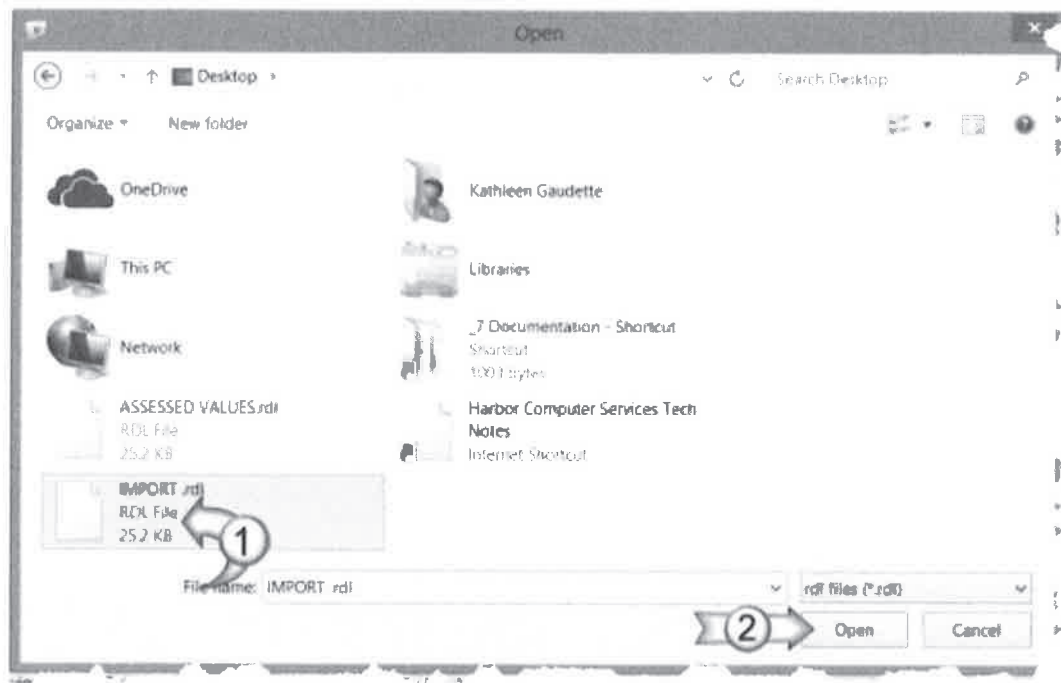 Open
Desktop
Search Desktop
Organize
New folder
OneDrive
Kathleen Gaudette
This PC
Libraries
Network
_7 Documentation - Shortcut
Shortcut
1003 bytes
ASSESSED VALUES.rdl
RDL File
25.2 KB
Harbor Computer Services Tech
Notes
Internet Shortcut
IMPORT .rdl
RDL File
25.2 KB
1
File name: IMPORT .rdl
rdl files (*.rdl)
2
Open
Cancel